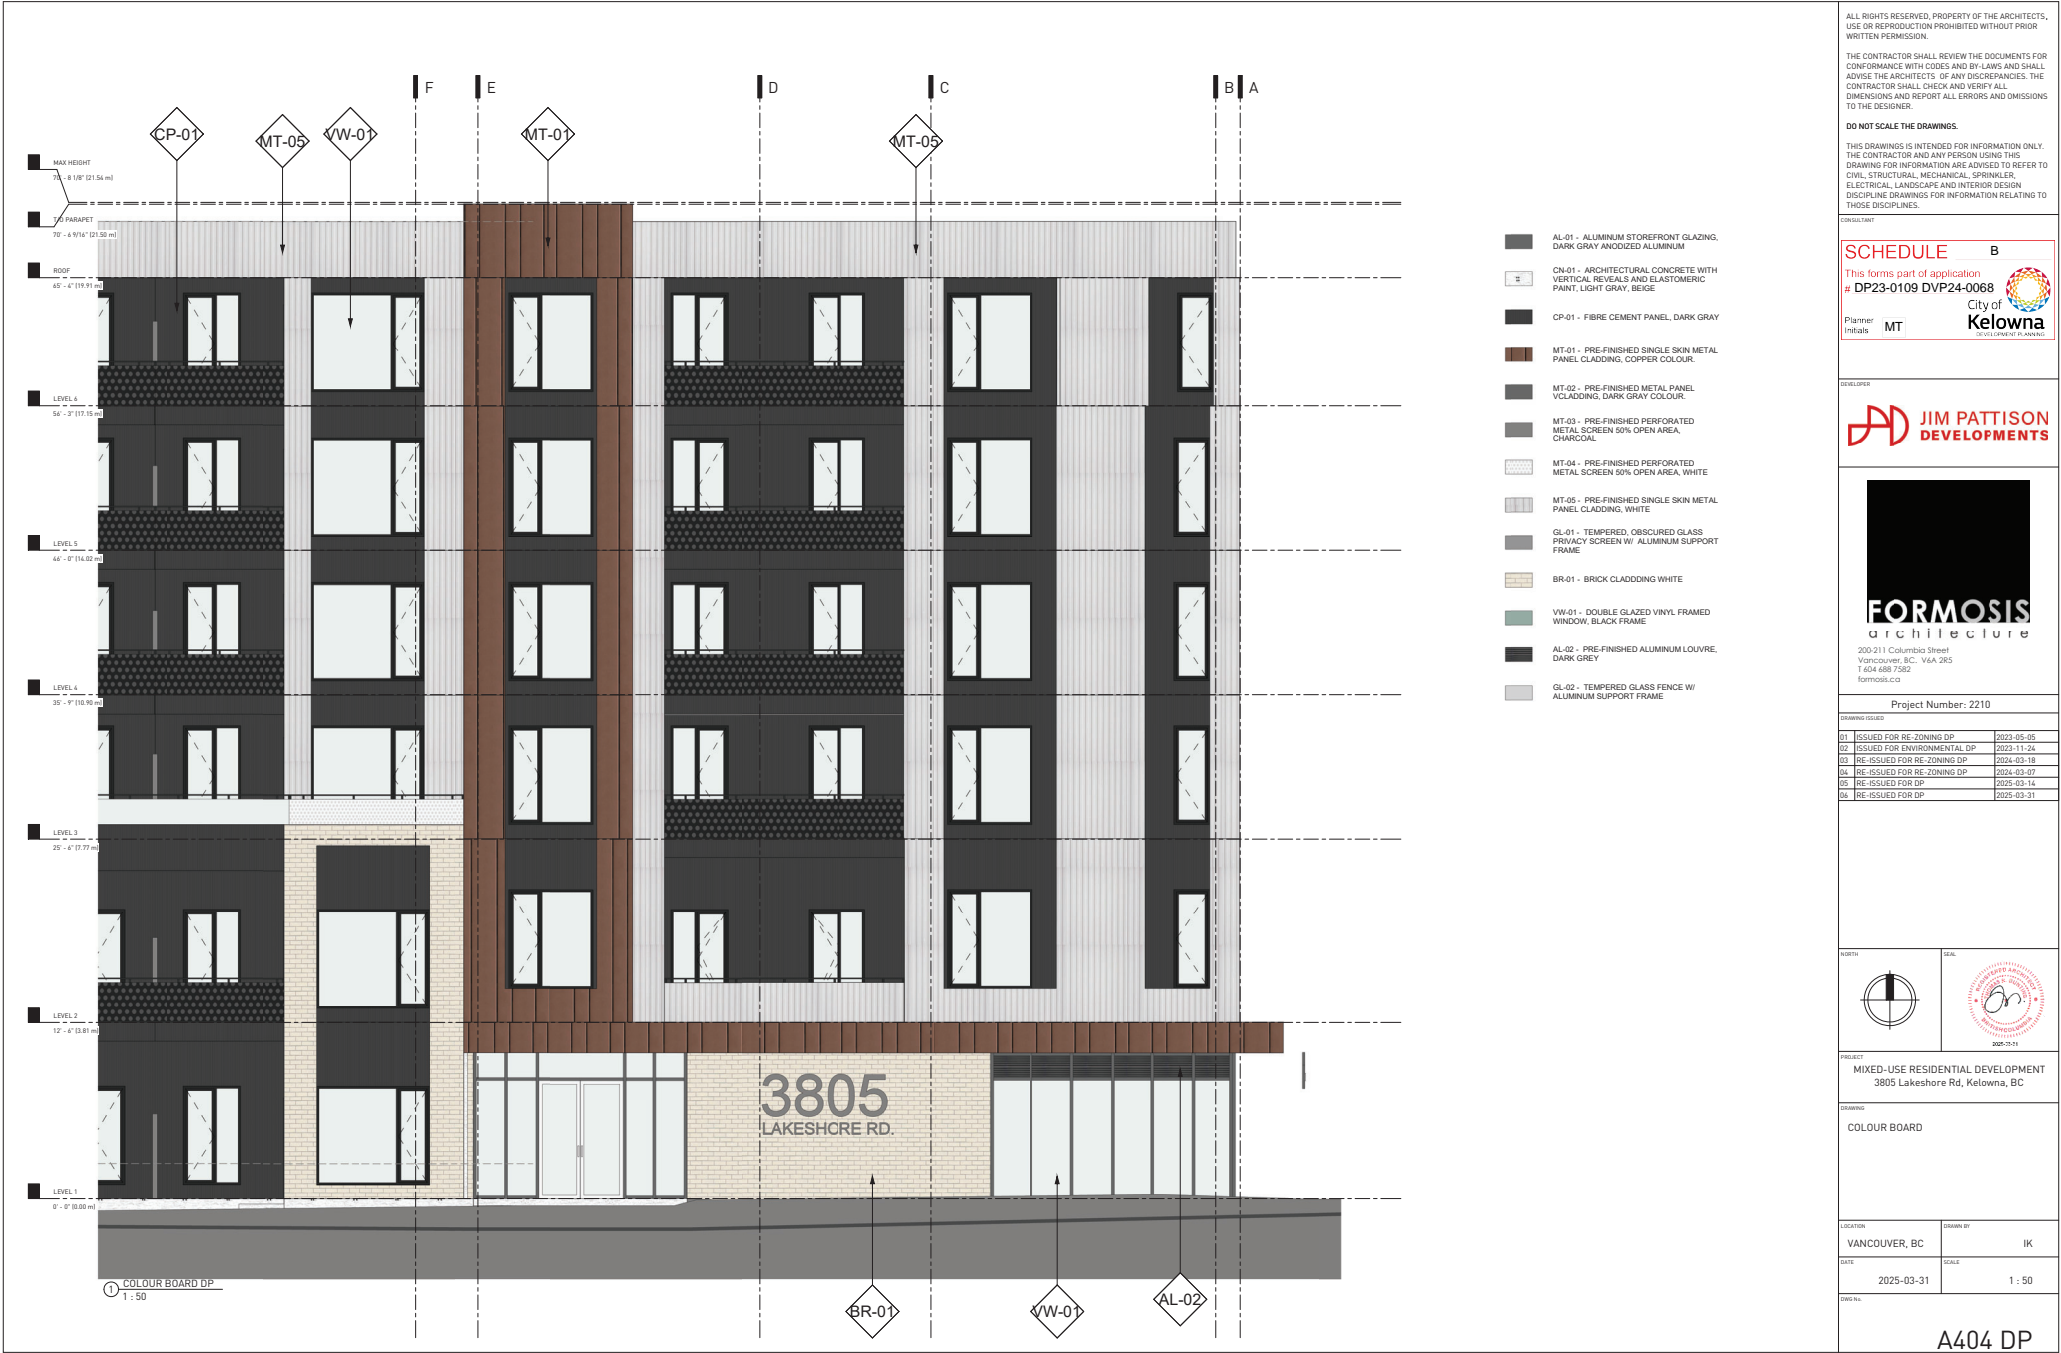 F
E
D
C
B
A
CP-01
MT-05
VW-01
MT-01
MT-05
MAX HEIGHT
70' - 8 1/8" (21.54 m)
T/O PARAPET
70' - 6 9/16" (21.50 m)
ROOF
65' - 4" (19.91 m)
LEVEL 6
56' - 3" (17.15 m)
LEVEL 5
46' - 0" (14.02 m)
LEVEL 4
35' - 9" (10.90 m)
LEVEL 3
25' - 6" (7.77 m)
LEVEL 2
12' - 6" (3.81 m)
LEVEL 1
0' - 0" (0.00 m)
3805
LAKESHORE RD.
BR-01
VW-01
AL-02
1
COLOUR BOARD DP
1 : 50
AL-01 - ALUMINUM STOREFRONT GLAZING,
DARK GRAY ANODIZED ALUMINUM
CN-01 - ARCHITECTURAL CONCRETE WITH
VERTICAL REVEALS AND ELASTOMERIC
PAINT, LIGHT GRAY, BEIGE
CP-01 - FIBRE CEMENT PANEL, DARK GRAY
MT-01 - PRE-FINISHED SINGLE SKIN METAL
PANEL CLADDING, COPPER COLOUR.
MT-02 - PRE-FINISHED METAL PANEL
VCLADDING, DARK GRAY COLOUR.
MT-03 - PRE-FINISHED PERFORATED
METAL SCREEN 50% OPEN AREA,
CHARCOAL
MT-04 - PRE-FINISHED PERFORATED
METAL SCREEN 50% OPEN AREA, WHITE
MT-05 - PRE-FINISHED SINGLE SKIN METAL
PANEL CLADDING, WHITE
GL-01 - TEMPERED, OBSCURED GLASS
PRIVACY SCREEN W/ ALUMINUM SUPPORT
FRAME
BR-01 - BRICK CLADDDING WHITE
VW-01 - DOUBLE GLAZED VINYL FRAMED
WINDOW, BLACK FRAME
AL-02 - PRE-FINISHED ALUMINUM LOUVRE,
DARK GREY
GL-02 - TEMPERED GLASS FENCE W/
ALUMINUM SUPPORT FRAME
ALL RIGHTS RESERVED, PROPERTY OF THE ARCHITECTS,
USE OR REPRODUCTION PROHIBITED WITHOUT PRIOR
WRITTEN PERMISSION.
THE CONTRACTOR SHALL REVIEW THE DOCUMENTS FOR
CONFORMANCE WITH CODES AND BY-LAWS AND SHALL
ADVISE THE ARCHITECTS OF ANY DISCREPANCIES. THE
CONTRACTOR SHALL CHECK AND VERIFY ALL
DIMENSIONS AND REPORT ALL ERRORS AND OMISSIONS
TO THE DESIGNER.
DO NOT SCALE THE DRAWINGS.
THIS DRAWINGS IS INTENDED FOR INFORMATION ONLY.
THE CONTRACTOR AND ANY PERSON USING THIS
DRAWING FOR INFORMATION ARE ADVISED TO REFER TO
CIVIL, STRUCTURAL, MECHANICAL, SPRINKLER,
ELECTRICAL, LANDSCAPE AND INTERIOR DESIGN
DISCIPLINE DRAWINGS FOR INFORMATION RELATING TO
THOSE DISCIPLINES.
CONSULTANT
SCHEDULE B
This forms part of application
# DP23-0109 DVP24-0068
City of
Kelowna
DEVELOPMENT PLANNING
Planner
Initials MT
DEVELOPER
JIM PATTISON
DEVELOPMENTS
FORMOSIS
architecture
200-211 Columbia Street
Vancouver, BC. V6A 2R5
T 604 688 7582
formosis.ca
Project Number: 2210
DRAWING ISSUED
01 ISSUED FOR RE-ZONING DP 2023-05-05
02 ISSUED FOR ENVIRONMENTAL DP 2023-11-24
03 RE-ISSUED FOR RE-ZONING DP 2024-03-18
04 RE-ISSUED FOR RE-ZONING DP 2024-03-07
05 RE-ISSUED FOR DP 2025-03-14
06 RE-ISSUED FOR DP 2025-03-31
NORTH
SEAL
REGISTERED ARCHITECT
BRITISH COLUMBIA
2025-03-31
PROJECT
MIXED-USE RESIDENTIAL DEVELOPMENT
3805 Lakeshore Rd, Kelowna, BC
DRAWING
COLOUR BOARD
LOCATION
VANCOUVER, BC
DRAWN BY
IK
DATE
2025-03-31
SCALE
1 : 50
DWG No.
A404 DP